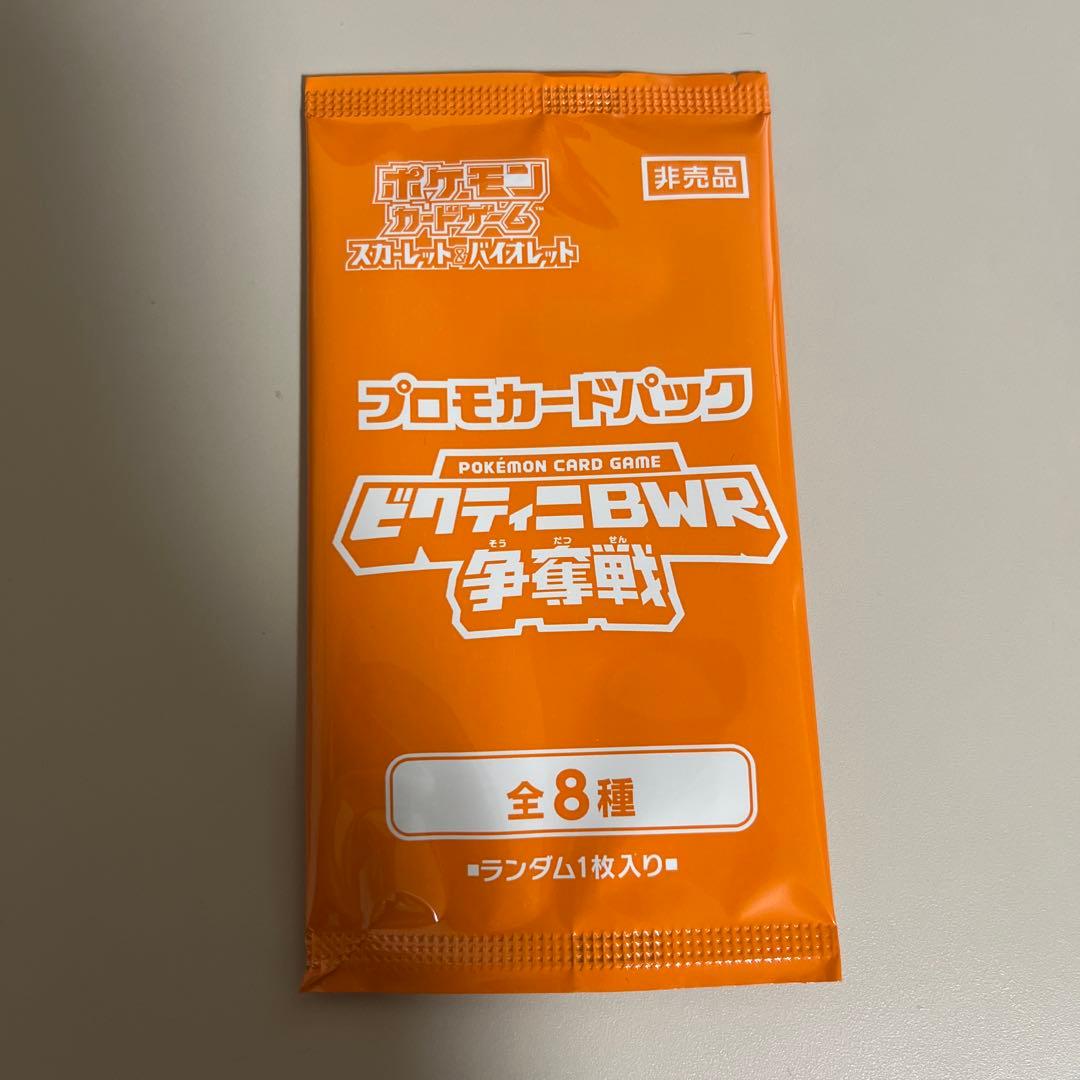 ポケモン
カードゲーム™
スカーレット&バイオレット
非売品
プロモカードパック
POKÉMON CARD GAME
ビクティニBWR
そう だつ せん
争奪戦
全8種
■ランダム1枚入り■